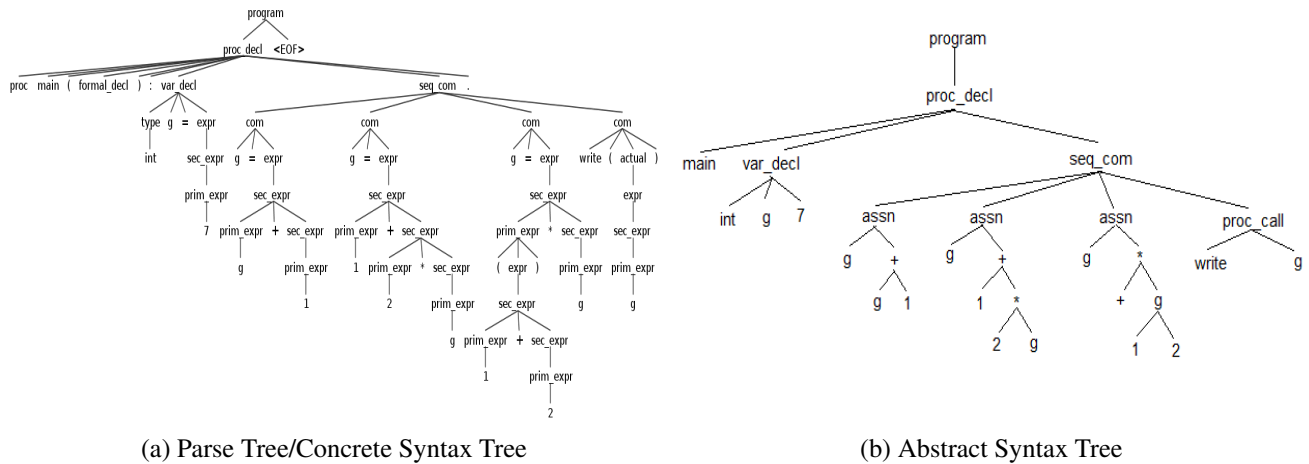 program
proc_decl <EOF>
proc main ( formal_decl ) : var_decl seq_com .
type g = expr com com com com
int sec_expr g = expr g = expr g = expr write ( actual )
prim_expr sec_expr sec_expr sec_expr expr
7 prim_expr + sec_expr prim_expr + sec_expr prim_expr * sec_expr sec_expr
g prim_expr 1 prim_expr * sec_expr ( expr ) prim_expr prim_expr
1 2 prim_expr sec_expr g g
g prim_expr + sec_expr
1 prim_expr
2
(a) Parse Tree/Concrete Syntax Tree
program
proc_decl
main var_decl seq_com
int g 7 assn assn assn proc_call
g + g + g * write g
g 1 1 * + g
2 g 1 2
(b) Abstract Syntax Tree